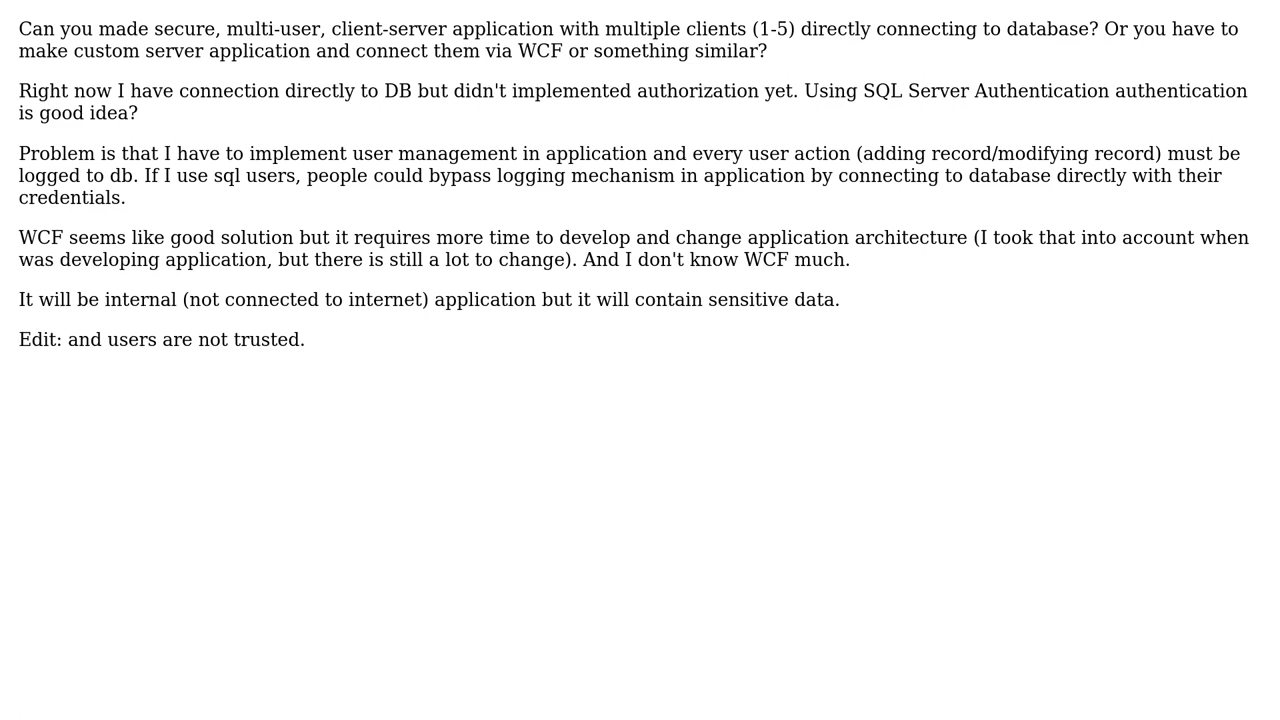 Can you made secure, multi-user, client-server application with multiple clients (1-5) directly connecting to database? Or you have to
make custom server application and connect them via WCF or something similar?
Right now I have connection directly to DB but didn't implemented authorization yet. Using SQL Server Authentication authentication
is good idea?
Problem is that I have to implement user management in application and every user action (adding record/modifying record) must be
logged to db. If I use sql users, people could bypass logging mechanism in application by connecting to database directly with their
credentials.
WCF seems like good solution but it requires more time to develop and change application architecture (I took that into account when
was developing application, but there is still a lot to change). And I don't know WCF much.
It will be internal (not connected to internet) application but it will contain sensitive data.
Edit: and users are not trusted.